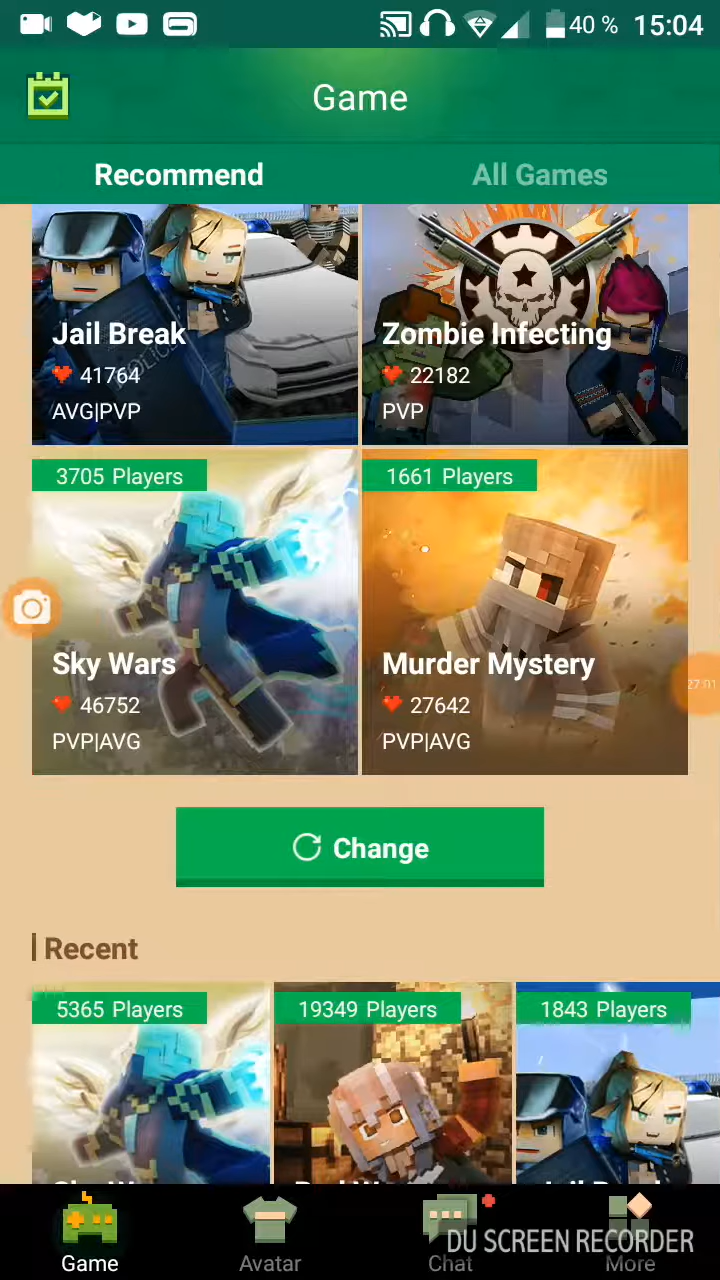 40 % 15:04
Game
Recommend All Games
Jail Break Zombie Infecting
41764 22182
AVG|PVP PVP
3705 Players 1661 Players
Sky Wars Murder Mystery
46752 27642
PVP|AVG PVP|AVG
27:01
Change
Recent
5365 Players 19349 Players 1843 Players
Game Avatar Chat More
DU SCREEN RECORDER